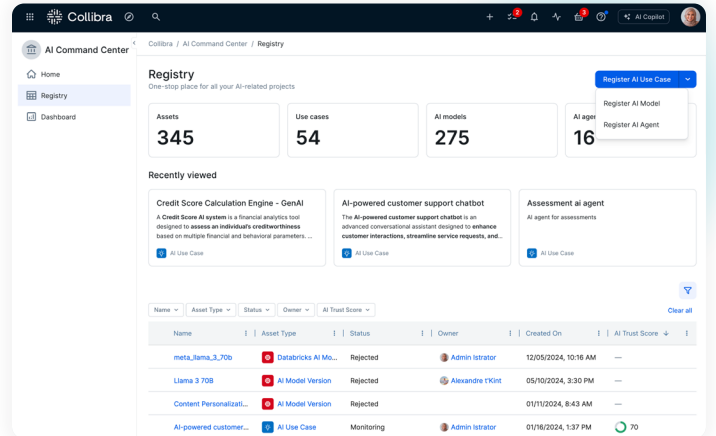 Collibra
2
3
AI Copilot
AI Command Center
Collibra / AI Command Center / Registry
Home
Registry
Dashboard
Registry
One-stop place for all your AI-related projects
Register AI Use Case
Register AI Model
Register AI Agent
Assets
345
Use cases
54
AI models
275
AI agen
16
Recently viewed
Credit Score Calculation Engine - GenAI
A Credit Score AI system is a financial analytics tool
designed to assess an individual's creditworthiness
based on multiple financial and behavioral parameters. ...
AI Use Case
AI-powered customer support chatbot
The AI-powered customer support chatbot is an
advanced conversational assistant designed to enhance
customer interactions, streamline service requests, and...
AI Use Case
Assessment ai agent
AI agent for assessments
AI Use Case
Name Asset Type Status Owner AI Trust Score Clear all
Name Asset Type Status Owner Created On AI Trust Score
meta_llama_3_70b Databricks AI Mo... Rejected Admin Istrator 12/05/2024, 10:16 AM —
Llama 3 70B AI Model Version Rejected Alexandre t'Kint 05/10/2024, 3:30 PM —
Content Personalizati... AI Model Version Rejected 01/11/2024, 8:43 AM —
AI-powered customer... AI Use Case Monitoring Admin Istrator 01/16/2024, 1:37 PM 70